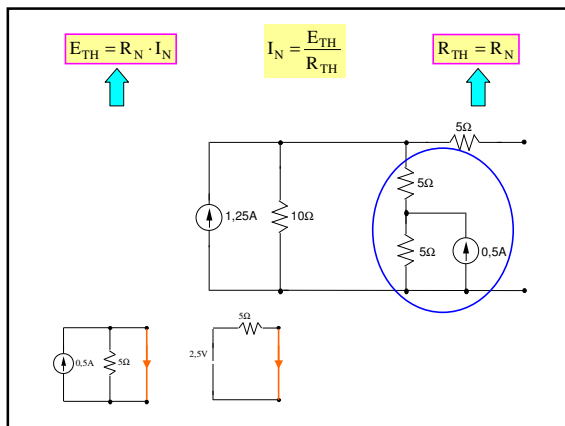 E_TH = R_N · I_N
I_N = E_TH / R_TH
R_TH = R_N
5Ω
5Ω
1,25A
10Ω
5Ω
0,5A
0,5A
5Ω
5Ω
2,5V